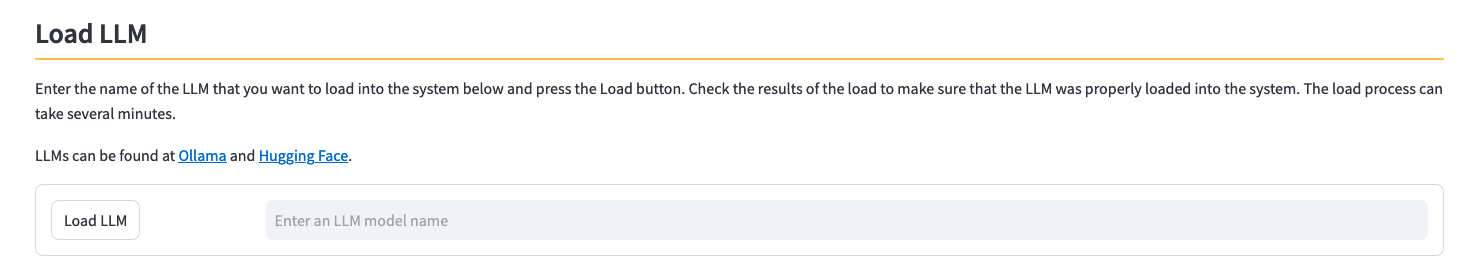 Load LLM
Enter the name of the LLM that you want to load into the system below and press the Load button. Check the results of the load to make sure that the LLM was properly loaded into the system. The load process can
take several minutes.
LLMs can be found at Ollama and Hugging Face.
Load LLM
Enter an LLM model name